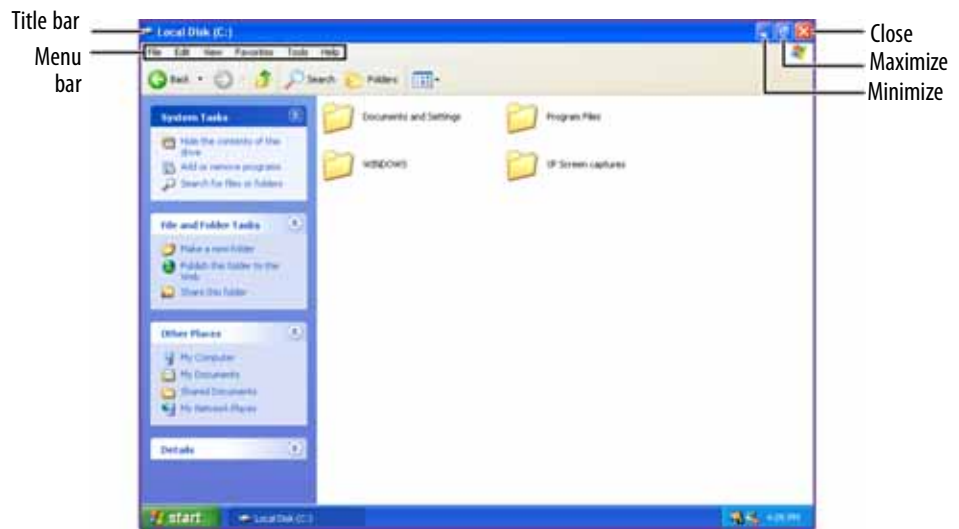 Title bar
Local Disk (C:)
Close
Menu
bar
File Edit View Favorites Tools Help
Maximize
Minimize
Back
Search
Folders
System Tasks
Hide the contents of this
drive
Add or remove programs
Search for files or folders
File and Folder Tasks
Make a new folder
Publish this folder to the
Web
Share this folder
Other Places
My Computer
My Documents
Shared Documents
My Network Places
Details
Documents and Settings
Program Files
WINDOWS
XP Screen captures
start
Local Disk (C:)